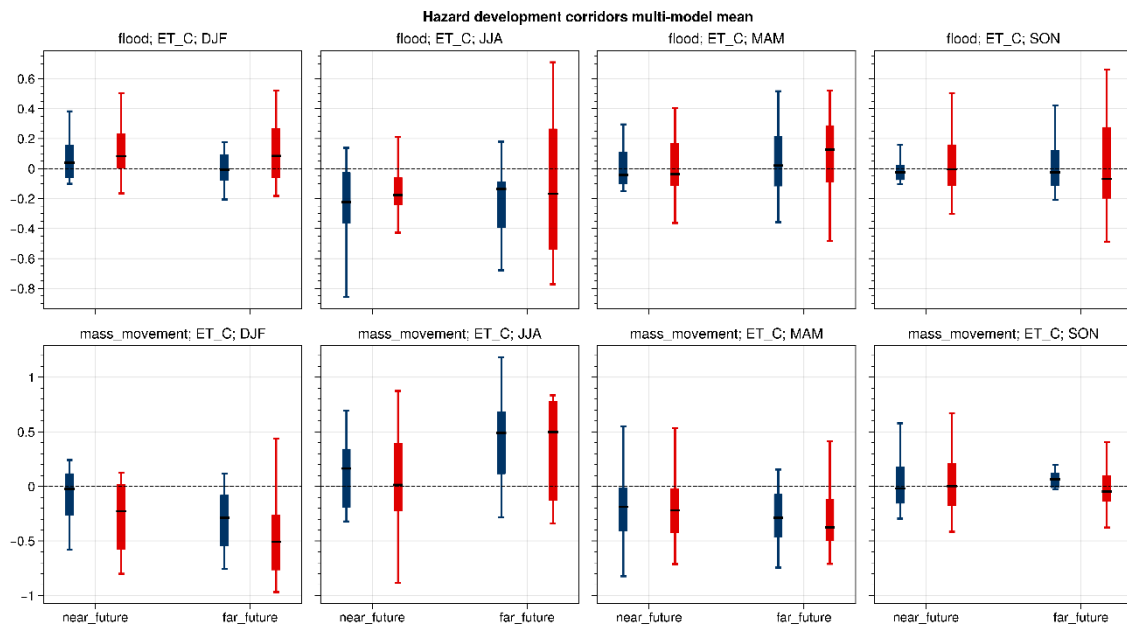 Hazard development corridors multi-model mean
flood; ET_C; DJF
flood; ET_C; JJA
flood; ET_C; MAM
flood; ET_C; SON
0.6
0.4
0.2
0
−0.2
−0.4
−0.6
−0.8
mass_movement; ET_C; DJF
mass_movement; ET_C; JJA
mass_movement; ET_C; MAM
mass_movement; ET_C; SON
1
0.5
0
−0.5
−1
near_future far_future near_future far_future near_future far_future near_future far_future